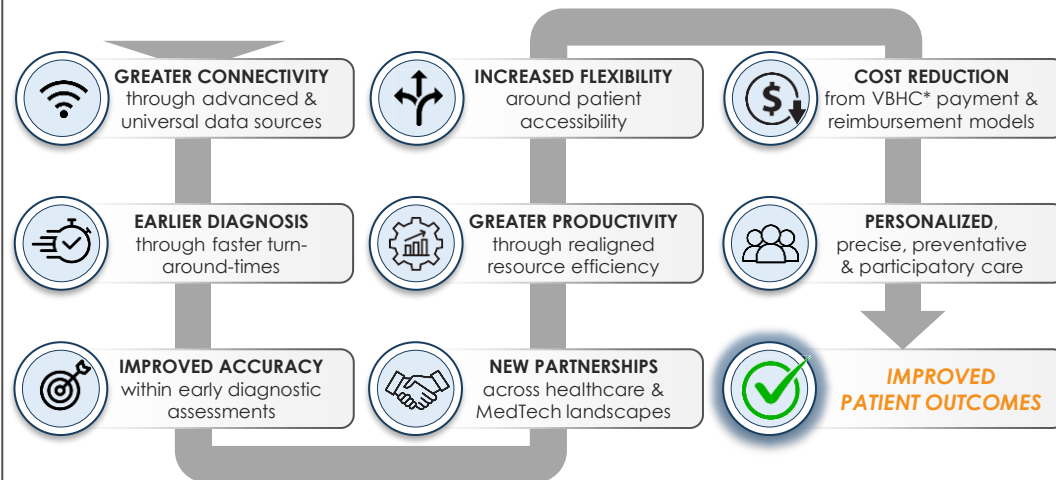 GREATER CONNECTIVITY
through advanced &
universal data sources
EARLIER DIAGNOSIS
through faster turn-
around-times
IMPROVED ACCURACY
within early diagnostic
assessments
NEW PARTNERSHIPS
across healthcare &
MedTech landscapes
GREATER PRODUCTIVITY
through realigned
resource efficiency
INCREASED FLEXIBILITY
around patient
accessibility
$
COST REDUCTION
from VBHC* payment &
reimbursement models
PERSONALIZED,
precise, preventative
& participatory care
IMPROVED
PATIENT OUTCOMES